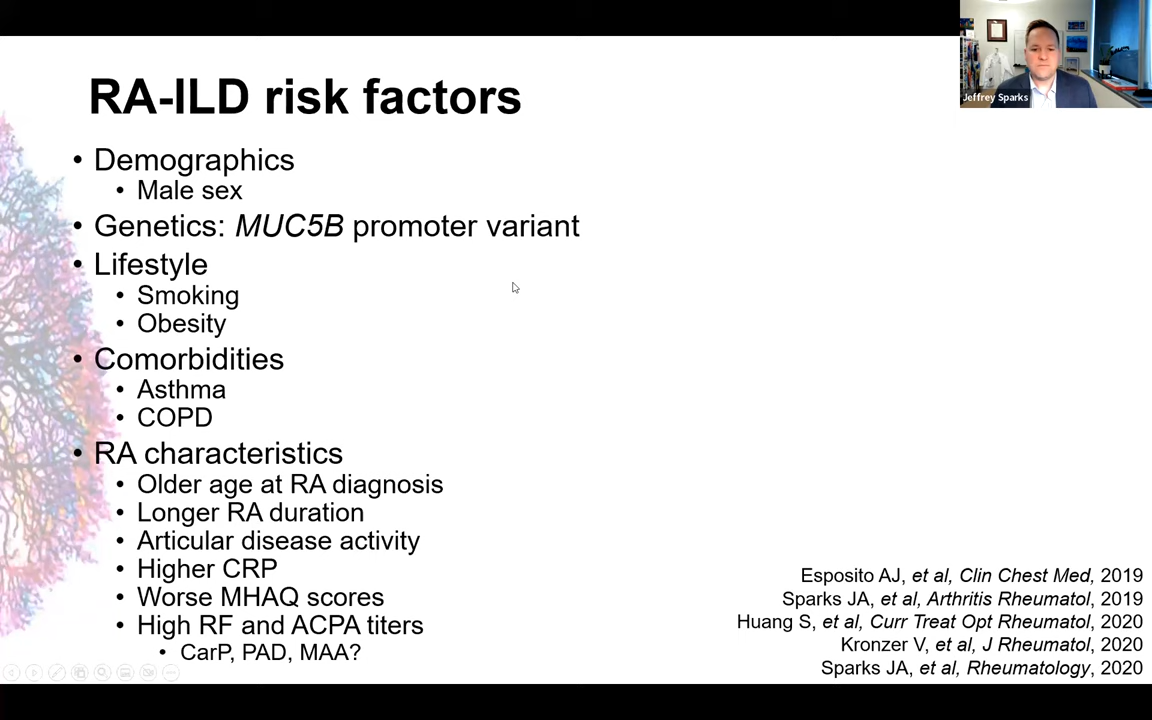 Jeffrey Sparks
RA-ILD risk factors
• Demographics
• Male sex
• Genetics: MUC5B promoter variant
• Lifestyle
• Smoking
• Obesity
• Comorbidities
• Asthma
• COPD
• RA characteristics
• Older age at RA diagnosis
• Longer RA duration
• Articular disease activity
• Higher CRP
• Worse MHAQ scores
• High RF and ACPA titers
• CarP, PAD, MAA?
Esposito AJ, et al, Clin Chest Med, 2019
Sparks JA, et al, Arthritis Rheumatol, 2019
Huang S, et al, Curr Treat Opt Rheumatol, 2020
Kronzer V, et al, J Rheumatol, 2020
Sparks JA, et al, Rheumatology, 2020